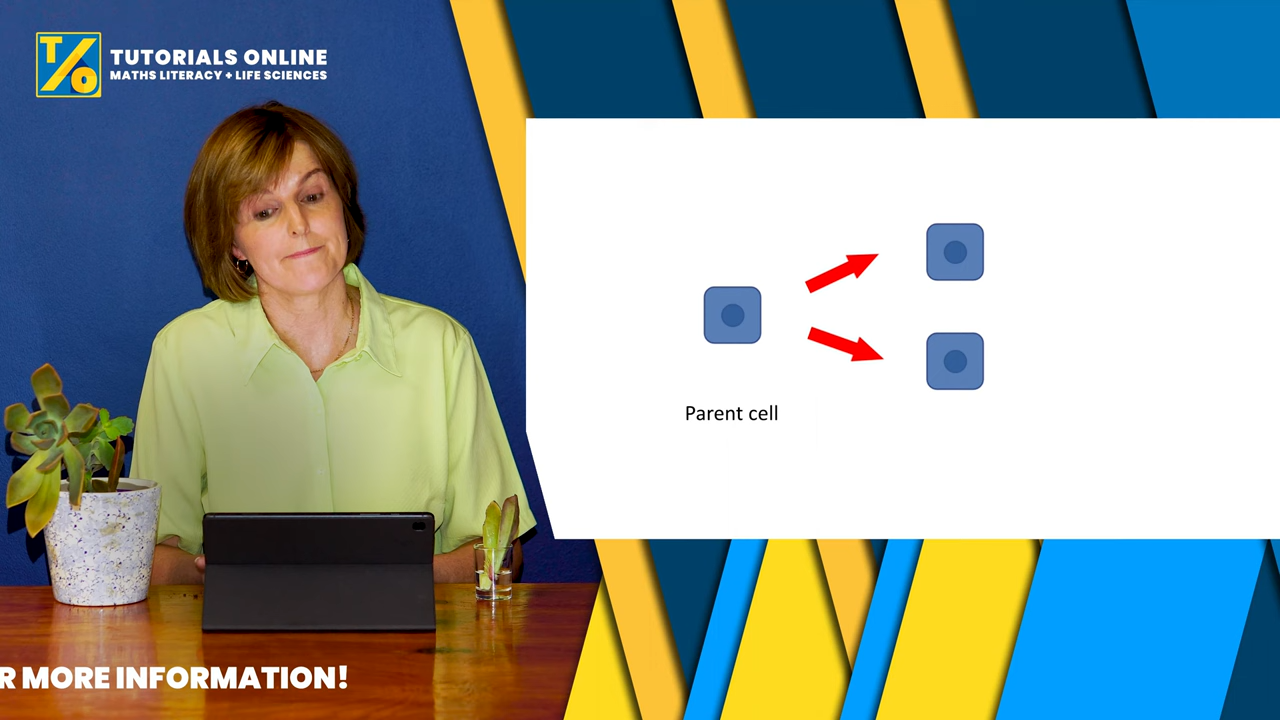 T/O
TUTORIALS ONLINE
MATHS LITERACY + LIFE SCIENCES
Parent cell
R MORE INFORMATION!